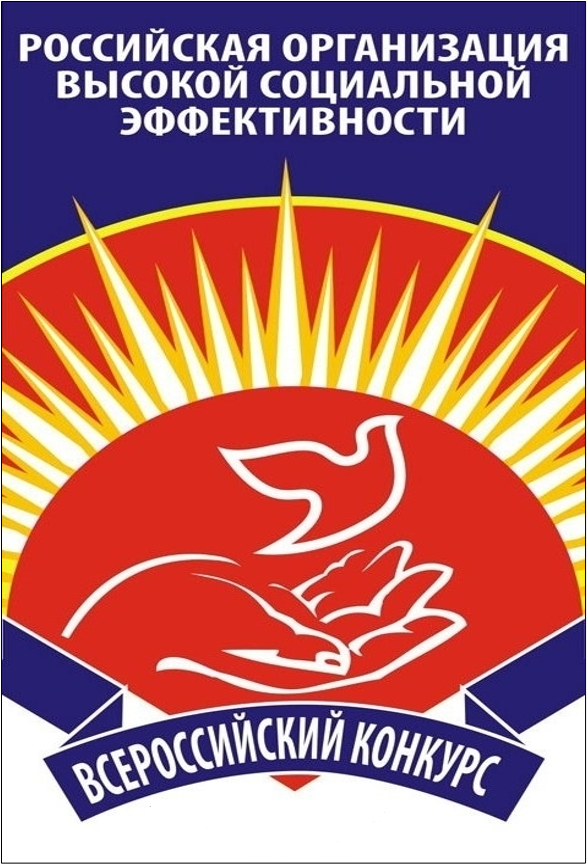 РОССИЙСКАЯ ОРГАНИЗАЦИЯ
ВЫСОКОЙ СОЦИАЛЬНОЙ
ЭФФЕКТИВНОСТИ
ВСЕРОССИЙСКИЙ КОНКУРС